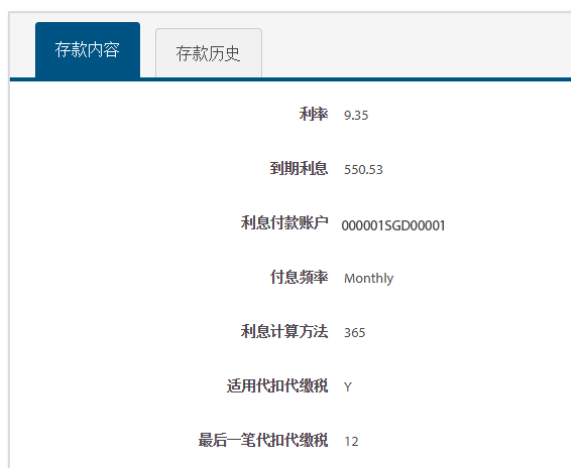 存款内容 存款历史
利率 9.35
到期利息 550.53
利息付款账户 000001SGD00001
付息频率 Monthly
利息计算方法 365
适用代扣代缴税 Y
最后一笔代扣代缴税 12